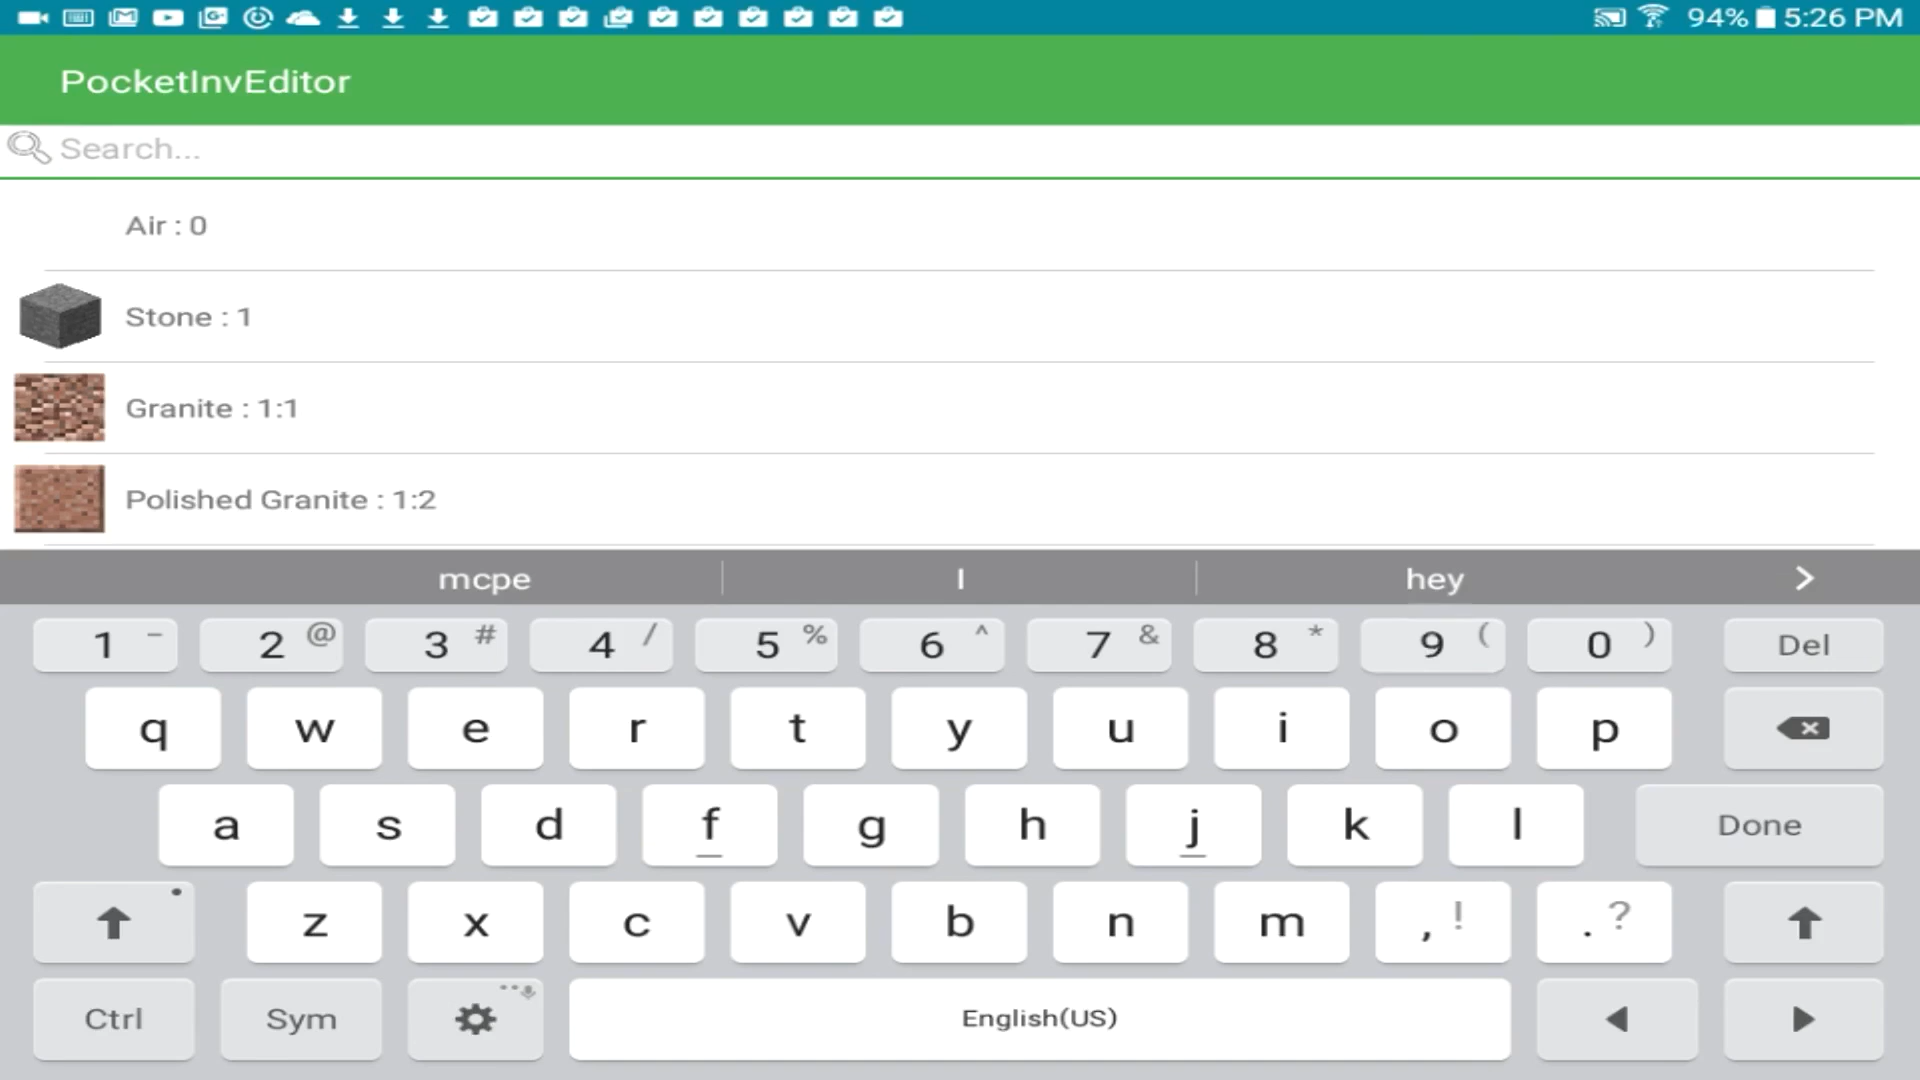 94% 5:26 PM
PocketInvEditor
Search...
Air : 0
Stone : 1
Granite : 1:1
Polished Granite : 1:2
mcpe I hey >
1 – 2 @ 3 # 4 / 5 % 6 ^ 7 & 8 * 9 ( 0 ) Del
q w e r t y u i o p
a s d f g h j k l Done
z x c v b n m , ! . ?
Ctrl Sym English(US)